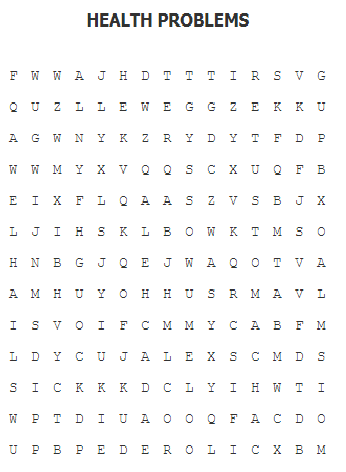 HEALTH PROBLEMS
F W W A J H D T T T I R S V G
Q U Z L L E W E G G Z E K K U
A G W N Y K Z R Y D Y T F D P
W W M Y X V Q Q S C X U Q F B
E I X F L Q A A S Z V S B J X
L J I H S K L B O W K T M S O
H N B G J Q E J W A Q O T V A
A M H U Y O H H U S R M A V L
I S V Q I F C M M Y C A B F M
L D Y C U J A L E X S C M D S
S I C K K K D C L Y I H W T I
W P T D I U A O O Q F A C D O
U P B P E D E R O L I C X B M